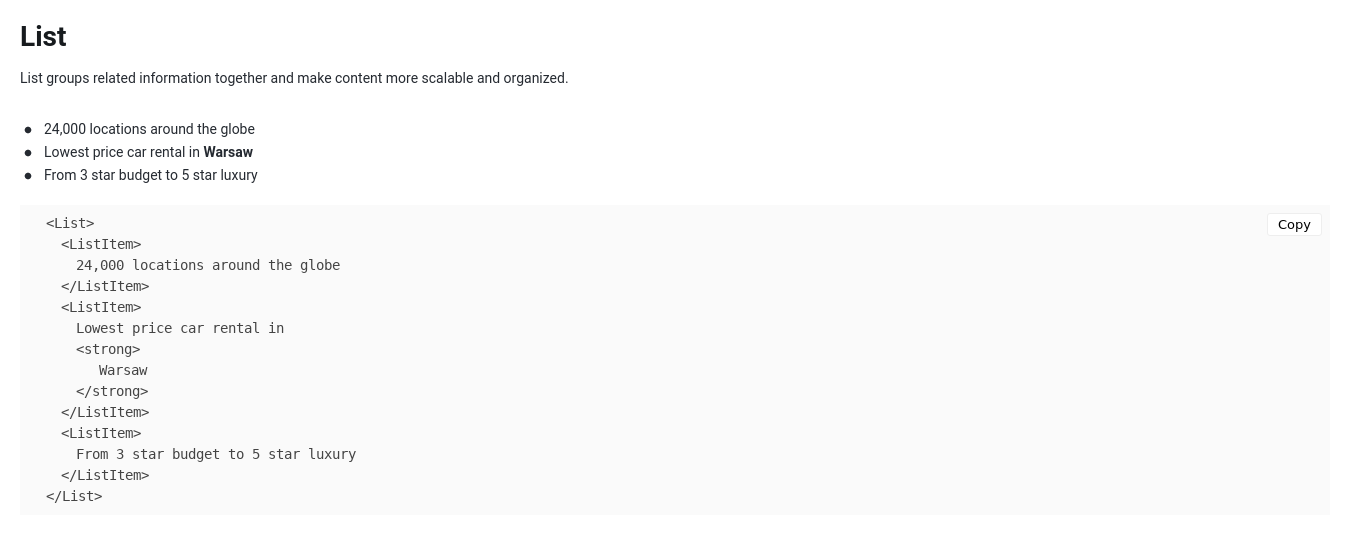 List
List groups related information together and make content more scalable and organized.
● 24,000 locations around the globe
● Lowest price car rental in Warsaw
● From 3 star budget to 5 star luxury
Copy
<List>
<ListItem>
24,000 locations around the globe
</ListItem>
<ListItem>
Lowest price car rental in
<strong>
Warsaw
</strong>
</ListItem>
<ListItem>
From 3 star budget to 5 star luxury
</ListItem>
</List>